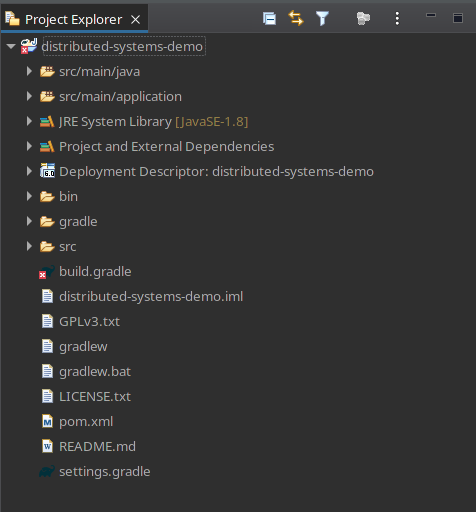 Project Explorer
distributed-systems-demo
src/main/java
src/main/application
JRE System Library [JavaSE-1.8]
Project and External Dependencies
6.0 Deployment Descriptor: distributed-systems-demo
bin
gradle
src
build.gradle
distributed-systems-demo.iml
GPLv3.txt
gradlew
gradlew.bat
LICENSE.txt
M pom.xml
W README.md
settings.gradle